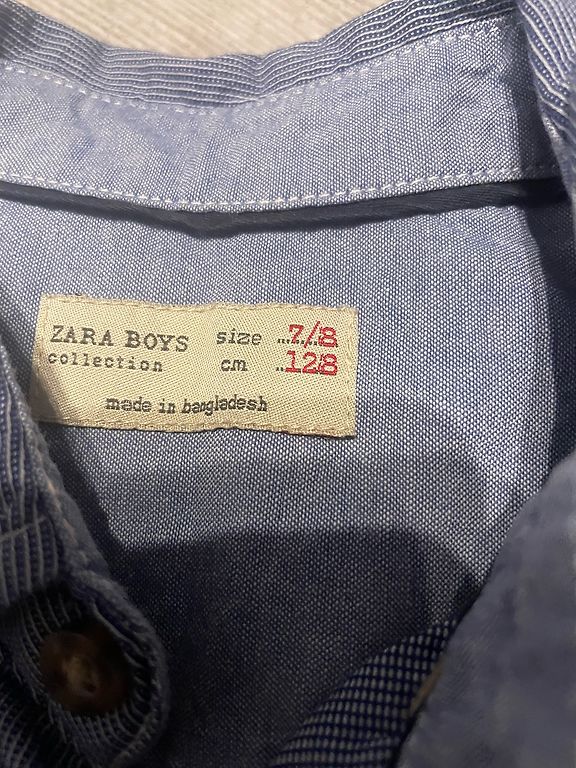 ZARA BOYS size ....7/8
collection cm ..128
made in bangladesh